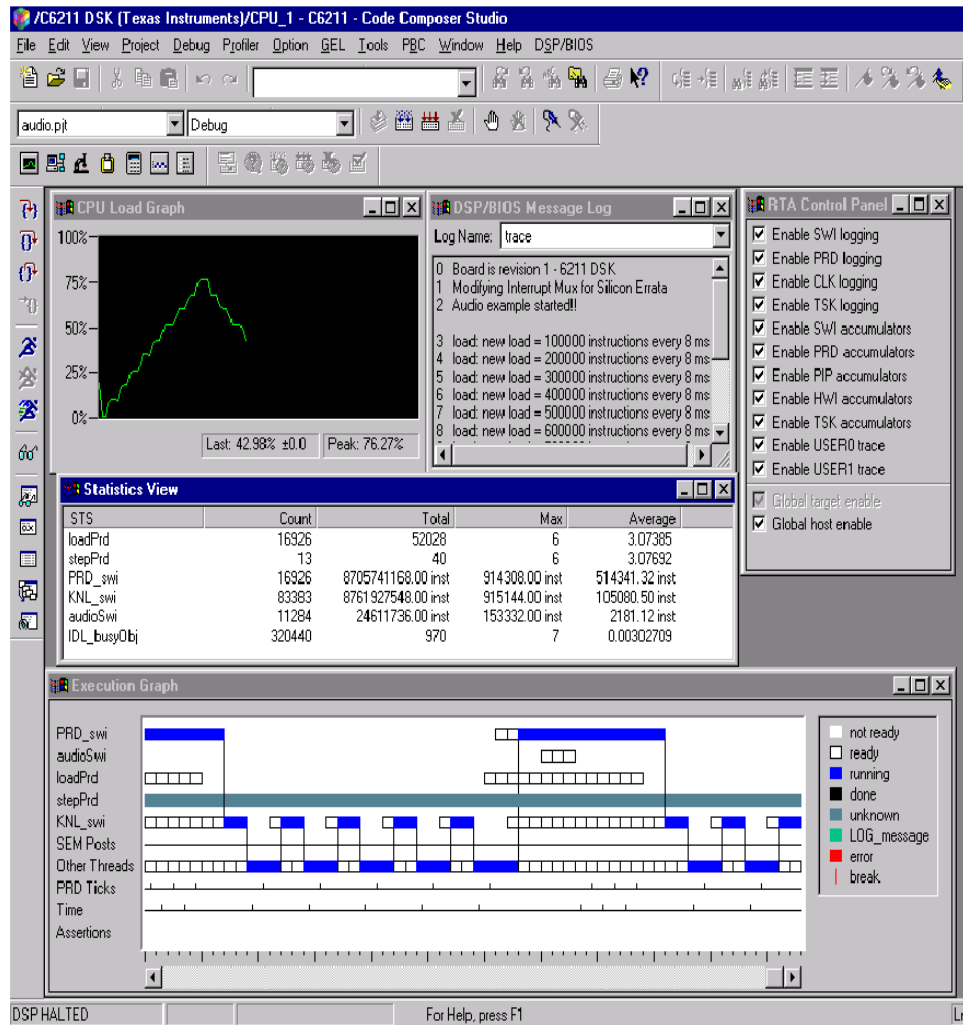 /C6211 DSK (Texas Instruments)/CPU_1 - C6211 - Code Composer Studio
File Edit View Project Debug Profiler Option GEL Tools PBC Window Help DSP/BIOS
audio.pjt Debug
CPU Load Graph
100%
75%
50%
25%
0%
Last: 42.98% ±0.0 Peak: 76.27%
DSP/BIOS Message Log
Log Name: trace
0 Board is revision 1 - 6211 DSK
1 Modifying Interrupt Mux for Silicon Errata
2 Audio example started!!
3 load: new load = 100000 instructions every 8 ms
4 load: new load = 200000 instructions every 8 ms
5 load: new load = 300000 instructions every 8 ms
6 load: new load = 400000 instructions every 8 ms
7 load: new load = 500000 instructions every 8 ms
8 load: new load = 600000 instructions every 8 ms
RTA Control Panel
Enable SWI logging
Enable PRD logging
Enable CLK logging
Enable TSK logging
Enable SWI accumulators
Enable PRD accumulators
Enable PIP accumulators
Enable HWI accumulators
Enable TSK accumulators
Enable USER0 trace
Enable USER1 trace
Global target enable
Global host enable
Statistics View
STS Count Total Max Average
loadPrd 16926 52028 6 3.07385
stepPrd 13 40 6 3.07692
PRD_swi 16926 8705741168.00 inst 914308.00 inst 514341.32 inst
KNL_swi 83383 8761927548.00 inst 915144.00 inst 105080.50 inst
audioSwi 11284 24611736.00 inst 153332.00 inst 2181.12 inst
IDL_busyObj 320440 970 7 0.00302709
Execution Graph
PRD_swi
audioSwi
loadPrd
stepPrd
KNL_swi
SEM Posts
Other Threads
PRD Ticks
Time
Assertions
not ready
ready
running
done
unknown
LOG_message
error
break.
DSP HALTED For Help, press F1